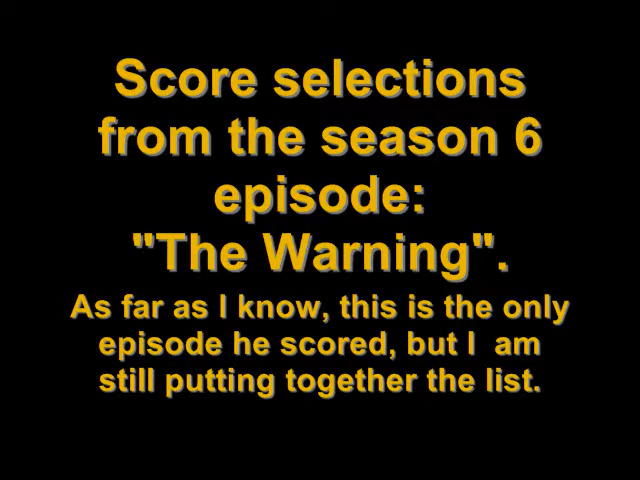 Score selections
from the season 6
episode:
"The Warning".
As far as I know, this is the only
episode he scored, but I  am
still putting together the list.